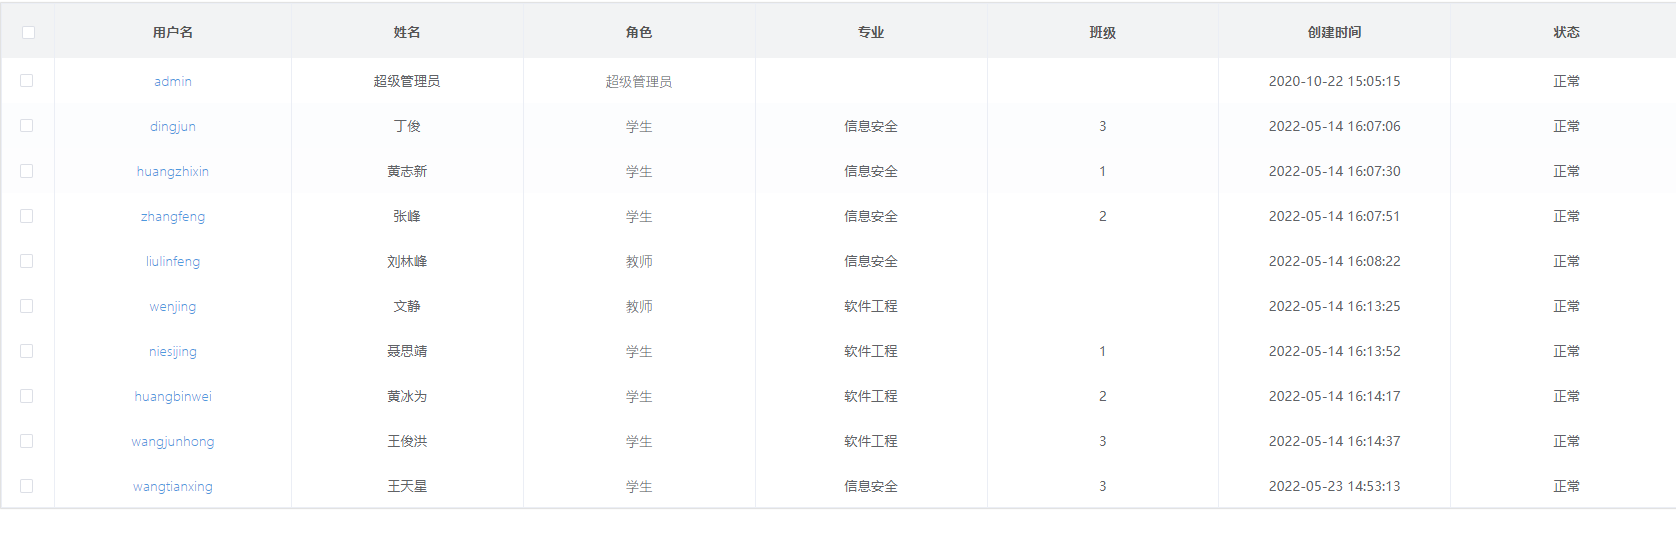 用户名 姓名 角色 专业 班级 创建时间 状态
admin 超级管理员 超级管理员 2020-10-22 15:05:15 正常
dingjun 丁俊 学生 信息安全 3 2022-05-14 16:07:06 正常
huangzhixin 黄志新 学生 信息安全 1 2022-05-14 16:07:30 正常
zhangfeng 张峰 学生 信息安全 2 2022-05-14 16:07:51 正常
liulinfeng 刘林峰 教师 信息安全 2022-05-14 16:08:22 正常
wenjing 文静 教师 软件工程 2022-05-14 16:13:25 正常
niesijing 聂思靖 学生 软件工程 1 2022-05-14 16:13:52 正常
huangbinwei 黄冰为 学生 软件工程 2 2022-05-14 16:14:17 正常
wangjunhong 王俊洪 学生 软件工程 3 2022-05-14 16:14:37 正常
wangtianxing 王天星 学生 信息安全 3 2022-05-23 14:53:13 正常